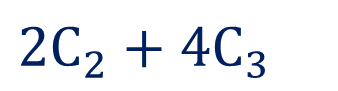 2C₂ + 4C₃